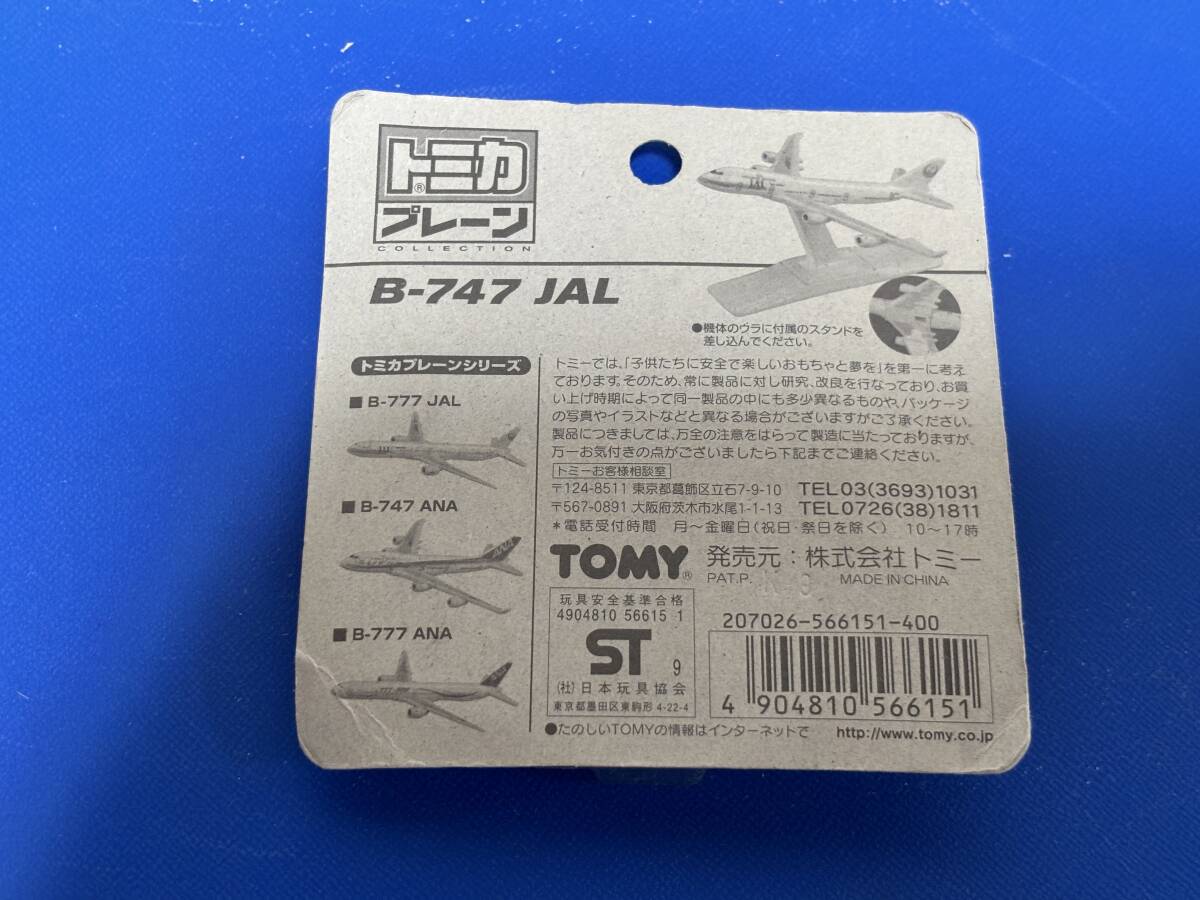 トミカ®
プレーン
COLLECTION
B-747 JAL
●機体のウラに付属のスタンドを
差し込んでください。
トミカプレーンシリーズ
■ B-777 JAL
■ B-747 ANA
■ B-777 ANA
トミーでは、「子供たちに安全で楽しいおもちゃと夢を」を第一に考え
ております。そのため、常に製品に対し研究、改良を行なっており、お買
い上げ時期によって同一製品の中にも多少異なるものや、パッケージ
の写真やイラストなどと異なる場合がございますがご了承ください。
製品につきましては、万全の注意をはらって製造に当たっておりますが、
万一お気付きの点がございましたら下記までご連絡ください。
トミーお客様相談室
〒124-8511 東京都葛飾区立石7-9-10 TEL03(3693)1031
〒567-0891 大阪府茨木市水尾1-1-13 TEL0726(38)1811
*電話受付時間 月〜金曜日(祝日・祭日を除く) 10〜17時
TOMY® 発売元:株式会社トミー
PAT.P. MADE IN CHINA
玩具安全基準合格
4904810 56615 1
ST 9
(社)日本玩具協会
東京都墨田区東駒形 4-22-4
207026-566151-400
4 904810 566151
●たのしいTOMYの情報はインターネットで http://www.tomy.co.jp